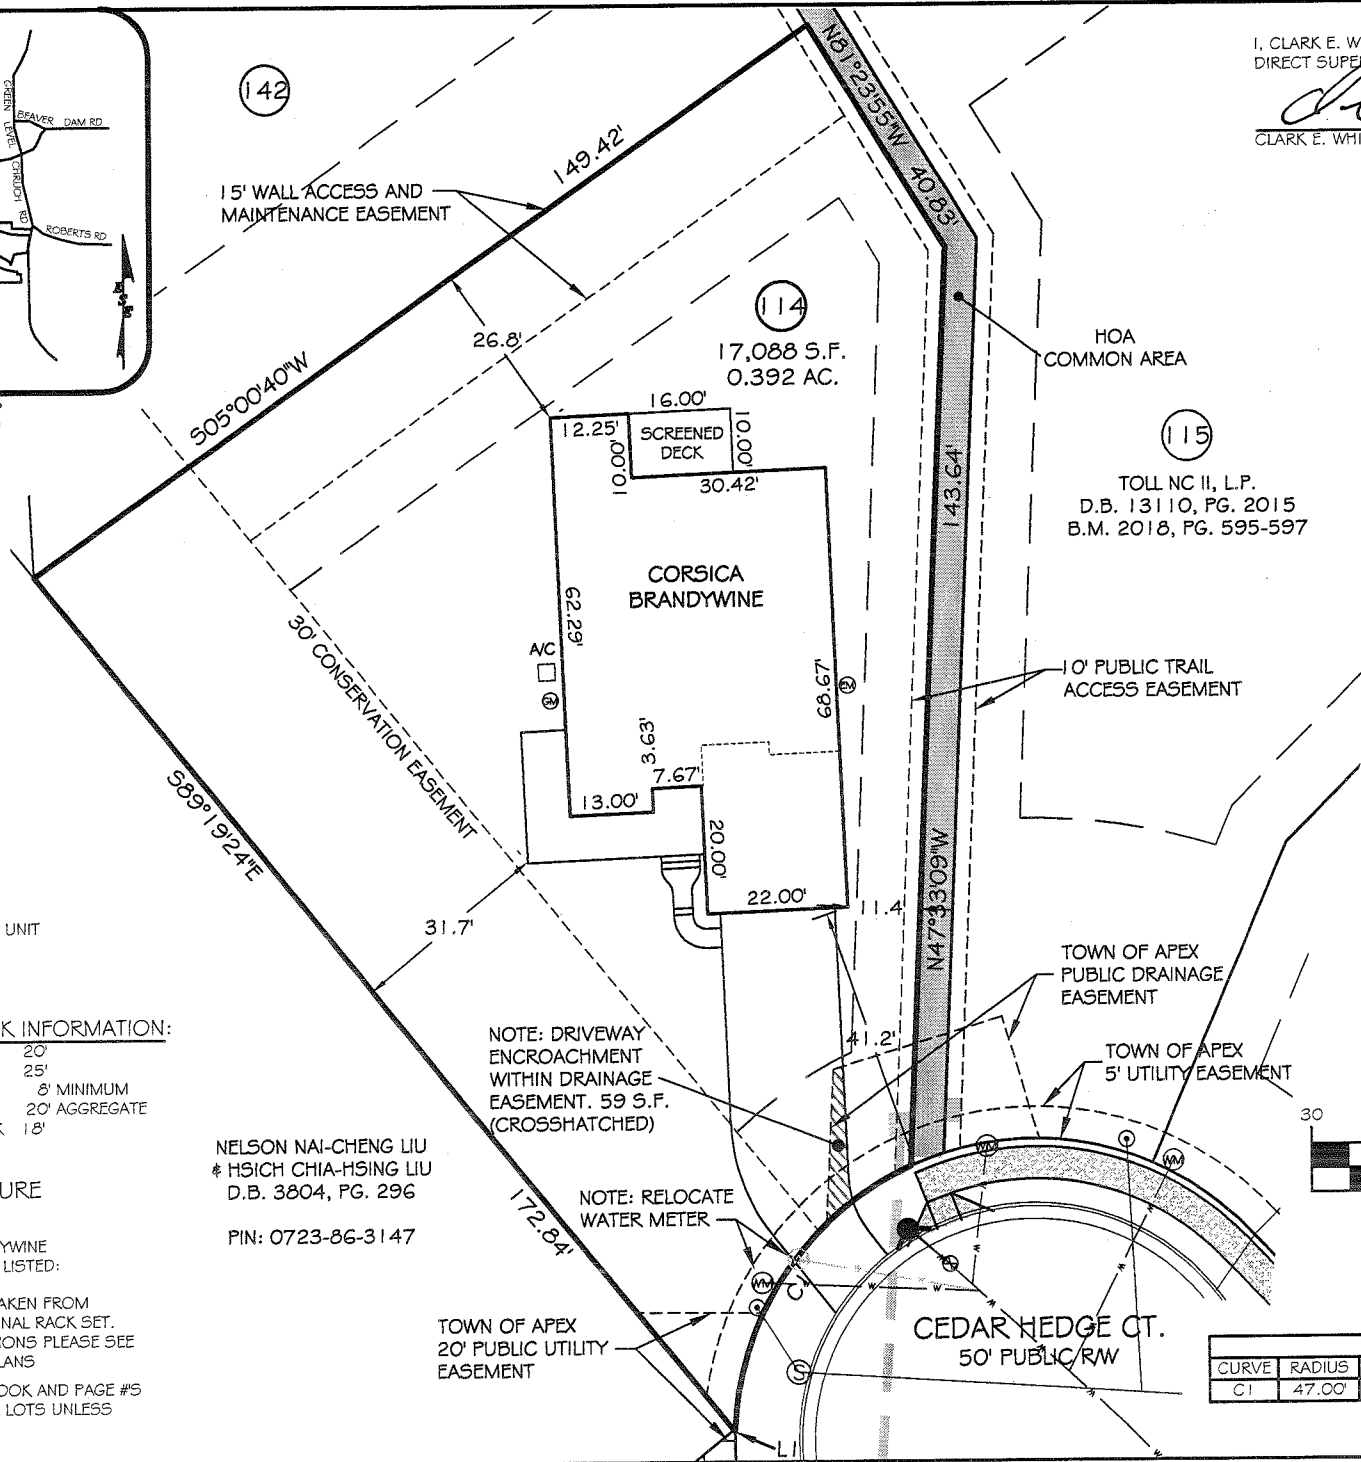 GREEN LEVEL CHRUCH RD
BEAVER DAM RD
ROBERTS RD
142
I, CLARK E. W
DIRECT SUPE
CLARK E. WHI
15' WALL ACCESS AND
MAINTENANCE EASEMENT
149.42'
S05°00'40"W
N81°23'55"W 40.83'
26.8'
114
17,088 S.F.
0.392 AC.
HOA
COMMON AREA
115
TOLL NC II, L.P.
D.B. 13110, PG. 2015
B.M. 2018, PG. 595-597
16.00'
12.25'
10.00'
SCREENED
DECK
10.00'
30.42'
143.64'
CORSICA
BRANDYWINE
62.29'
A/C
68.67'
30' CONSERVATION EASEMENT
10' PUBLIC TRAIL
ACCESS EASEMENT
3.63'
7.67'
13.00'
20.00'
22.00'
11.4'
N47°33'09"W
S89°19'24"E
31.7'
UNIT
TOWN OF APEX
PUBLIC DRAINAGE
EASEMENT
K INFORMATION:
20'
25'
8' MINIMUM
20' AGGREGATE
K 18'
NOTE: DRIVEWAY
ENCROACHMENT
WITHIN DRAINAGE
EASEMENT. 59 S.F.
(CROSSHATCHED)
41.2'
TOWN OF APEX
5' UTILITY EASEMENT
30
NELSON NAI-CHENG LIU
& HSICH CHIA-HSING LIU
D.B. 3804, PG. 296
PIN: 0723-86-3147
URE
172.84'
NOTE: RELOCATE
WATER METER
WM
WM
WM
C1
W
W
W
W
W
W
W
W
W
W
S
YWINE
LISTED:
AKEN FROM
NAL RACK SET.
IONS PLEASE SEE
LANS
OOK AND PAGE #'S
LOTS UNLESS
TOWN OF APEX
20' PUBLIC UTILITY
EASEMENT
CEDAR HEDGE CT.
50' PUBLIC R/W
L1
CURVE RADIUS
C1 47.00'